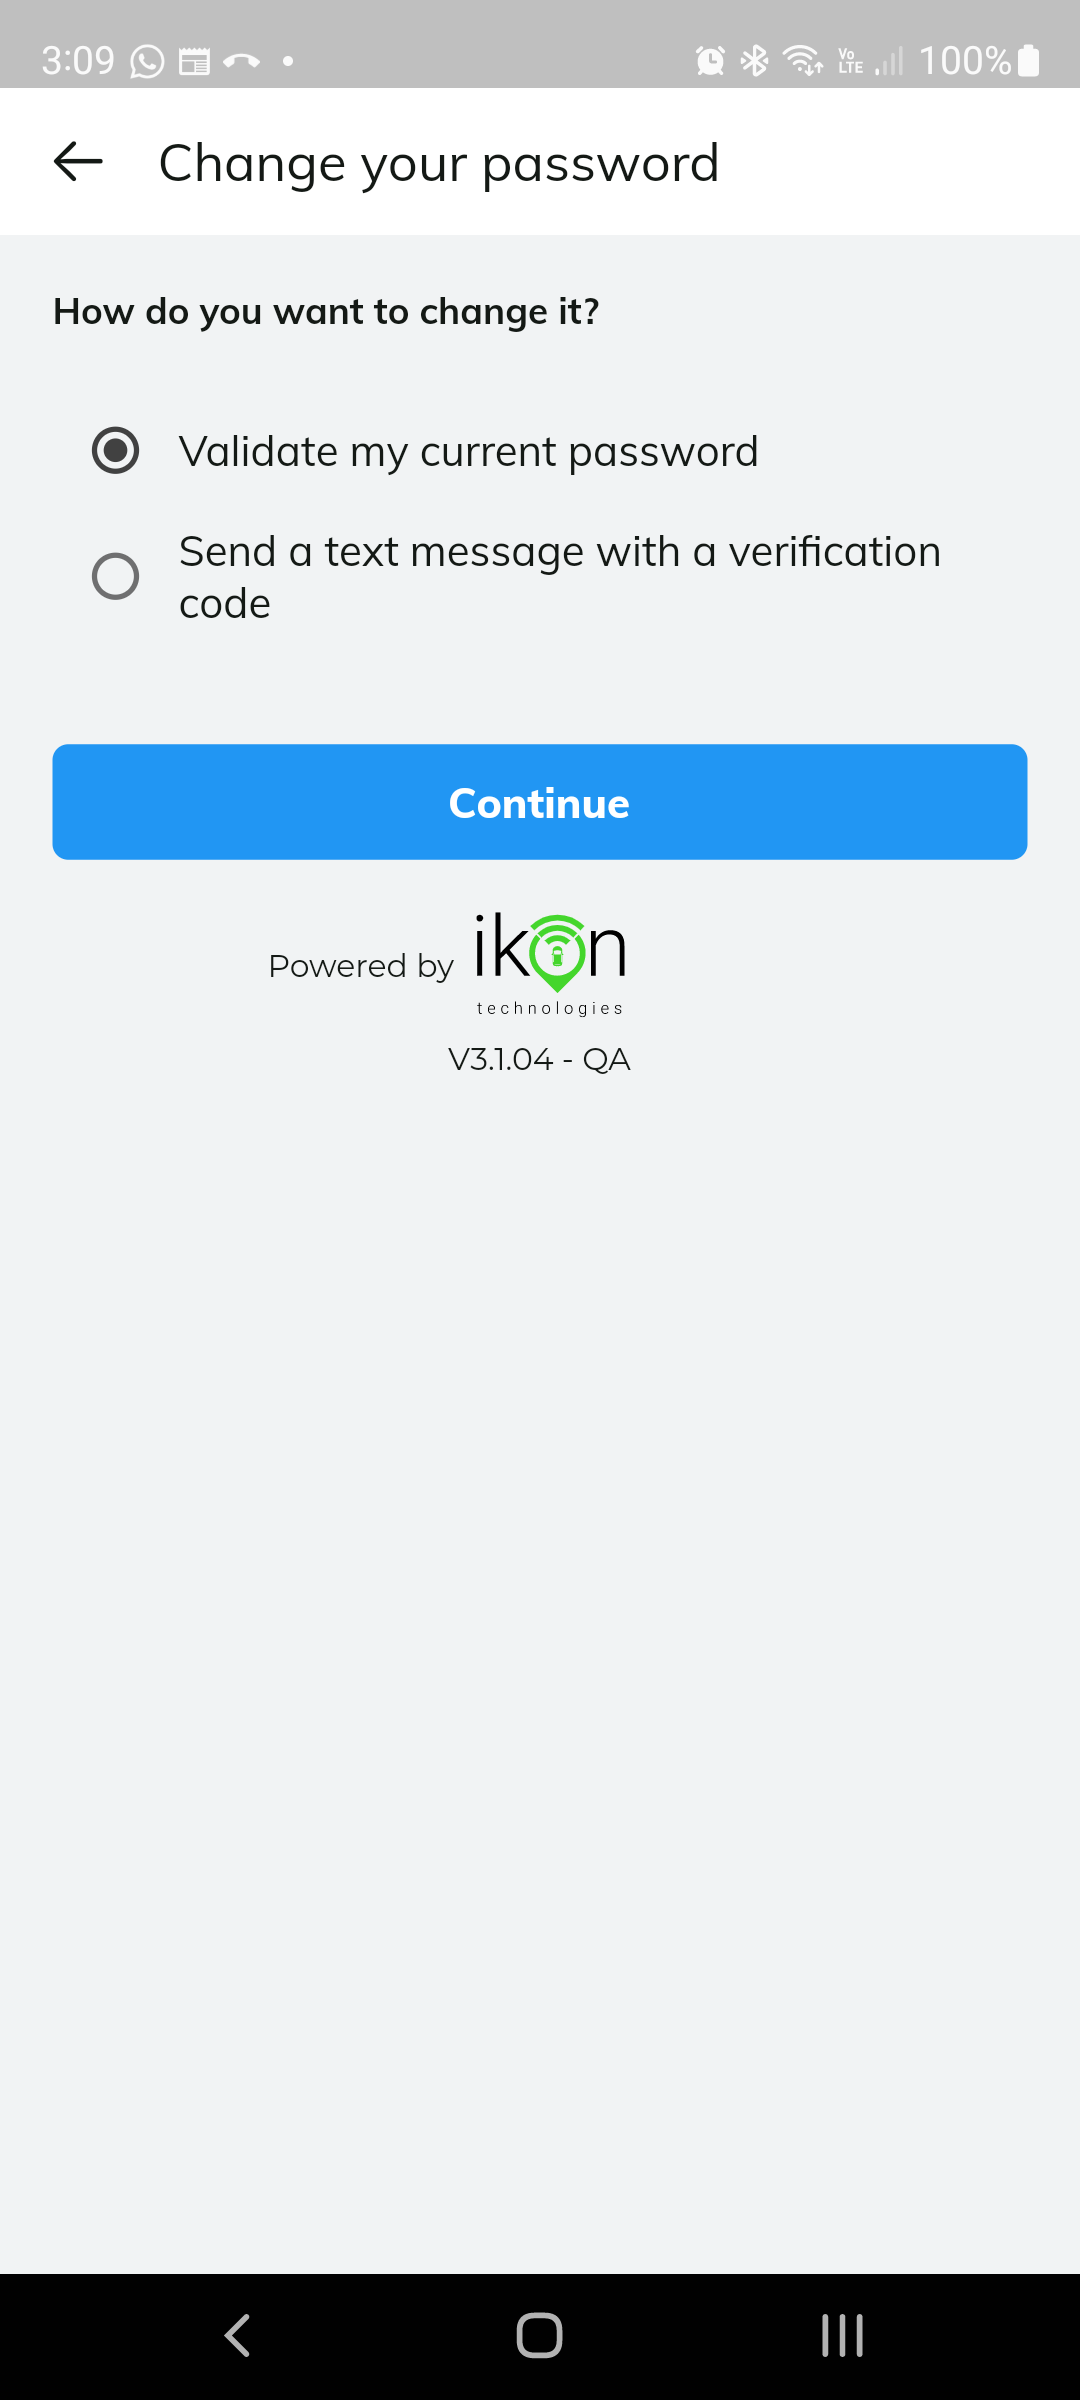 3:09
Vo
LTE
100%
Change your password
How do you want to change it?
Validate my current password
Send a text message with a verification
code
Continue
Powered by
ikon
technologies
V3.1.04 - QA